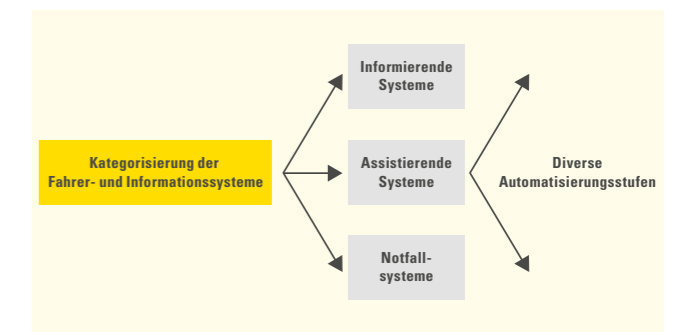 Informierende
Systeme
Kategorisierung der
Fahrer- und Informationssysteme
Assistierende
Systeme
Diverse
Automatisierungsstufen
Notfall-
systeme